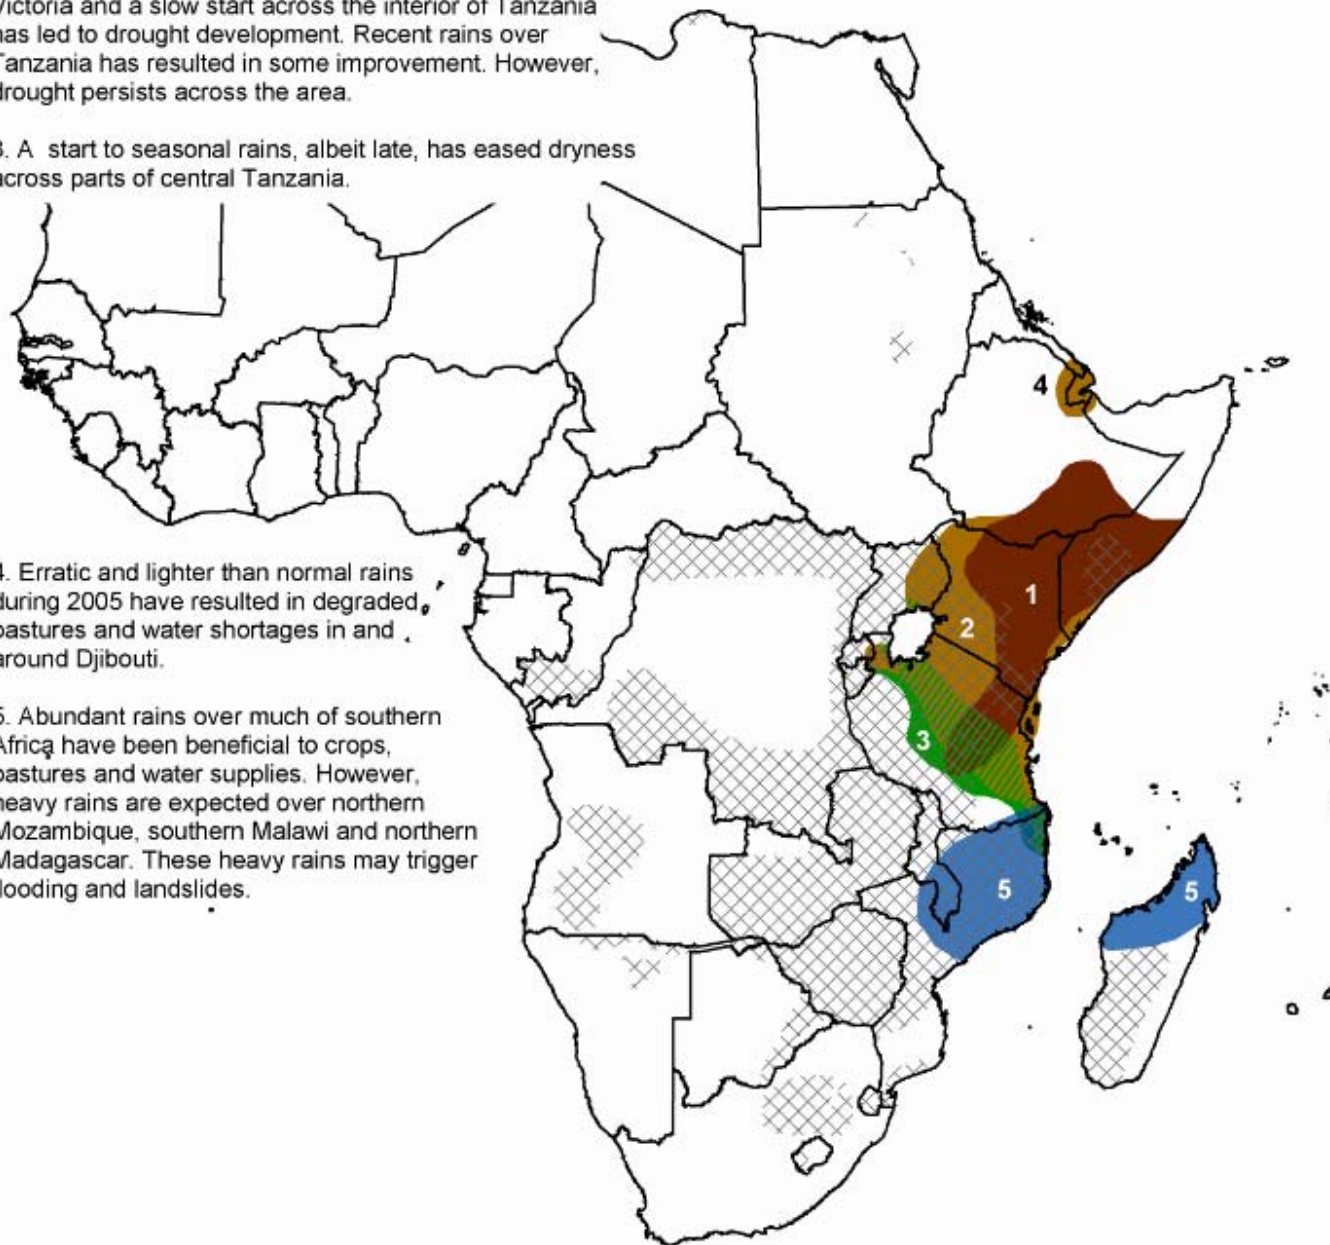 Victoria and a slow start across the interior of Tanzania
has led to drought development. Recent rains over
Tanzania has resulted in some improvement. However,
drought persists across the area.
3. A start to seasonal rains, albeit late, has eased dryness
across parts of central Tanzania.
4
4. Erratic and lighter than normal rains
during 2005 have resulted in degraded
pastures and water shortages in and
around Djibouti.
1
2
5. Abundant rains over much of southern
Africa have been beneficial to crops,
pastures and water supplies. However,
heavy rains are expected over northern
Mozambique, southern Malawi and northern
Madagascar. These heavy rains may trigger
flooding and landslides.
3
5
5